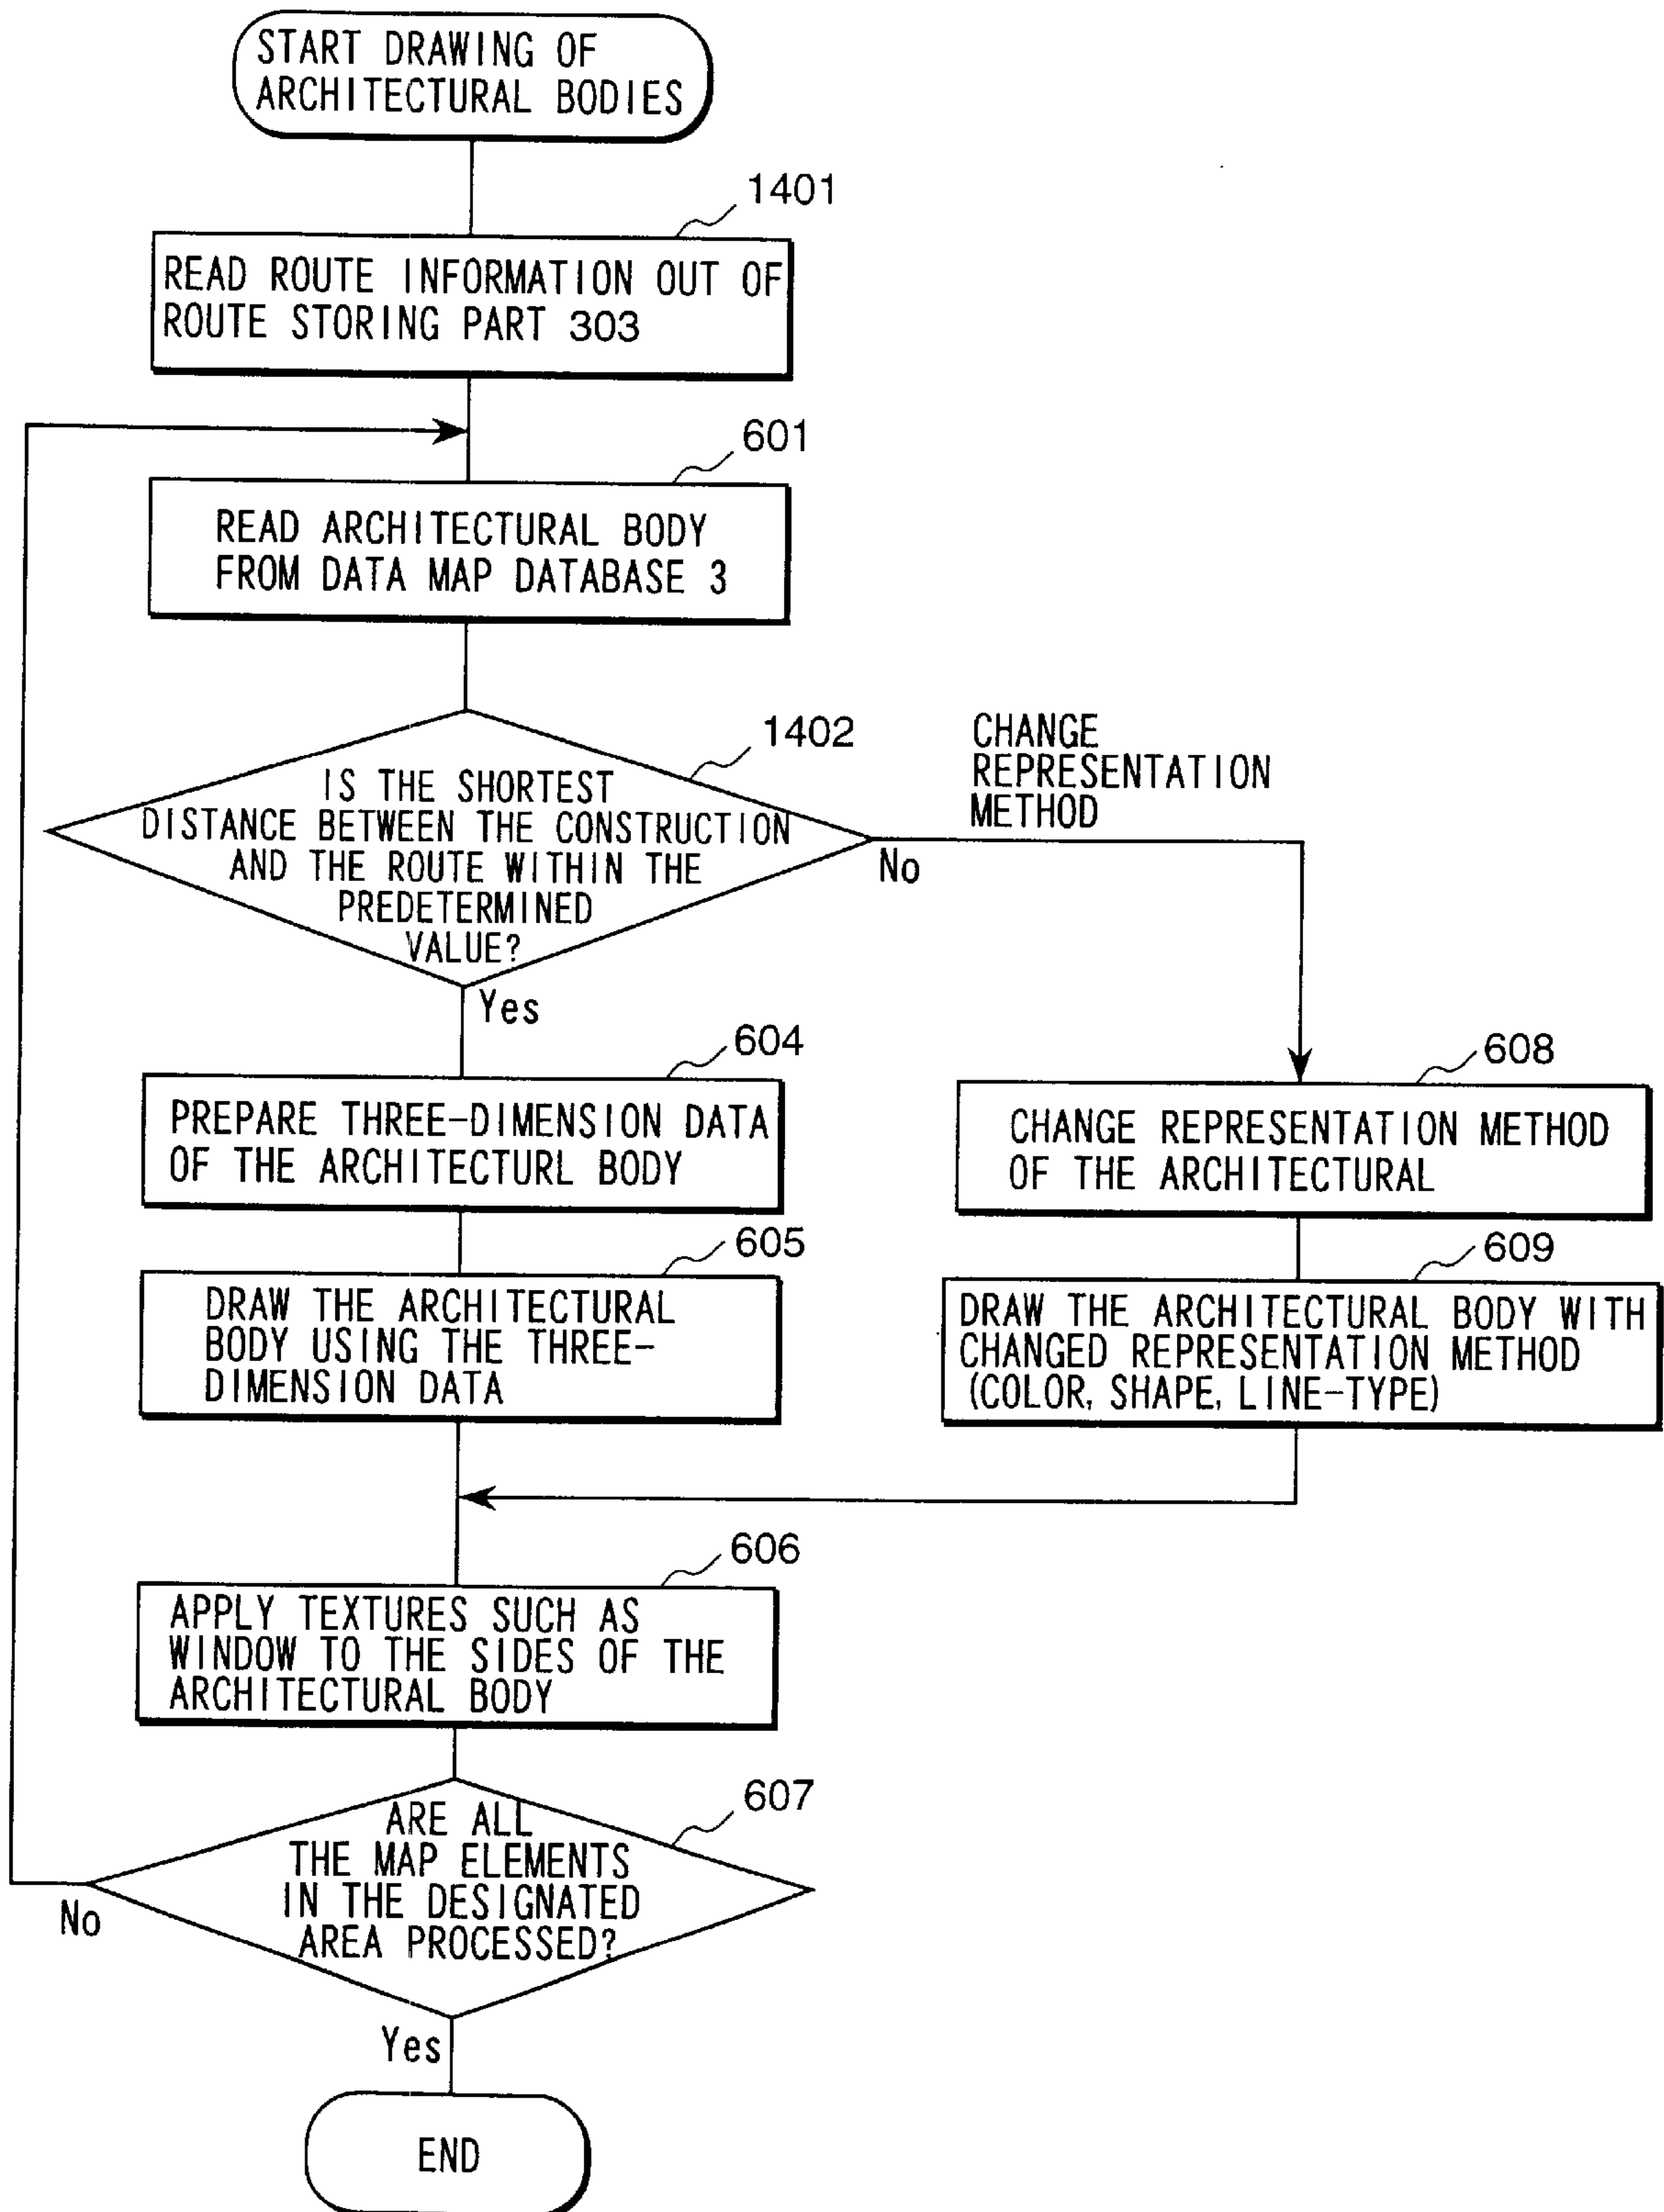 START DRAWING OF
ARCHITECTURAL BODIES
1401
READ ROUTE INFORMATION OUT OF
ROUTE STORING PART 303
601
READ ARCHITECTURAL BODY
FROM DATA MAP DATABASE 3
1402
IS THE SHORTEST
DISTANCE BETWEEN THE CONSTRUCTION
AND THE ROUTE WITHIN THE
PREDETERMINED
VALUE?
CHANGE
REPRESENTATION
METHOD
No
Yes
604
PREPARE THREE-DIMENSION DATA
OF THE ARCHITECTURL BODY
608
CHANGE REPRESENTATION METHOD
OF THE ARCHITECTURAL
605
DRAW THE ARCHITECTURAL
BODY USING THE THREE-
DIMENSION DATA
609
DRAW THE ARCHITECTURAL BODY WITH
CHANGED REPRESENTATION METHOD
(COLOR, SHAPE, LINE-TYPE)
606
APPLY TEXTURES SUCH AS
WINDOW TO THE SIDES OF THE
ARCHITECTURAL BODY
607
ARE ALL
THE MAP ELEMENTS
IN THE DESIGNATED
AREA PROCESSED?
No
Yes
END